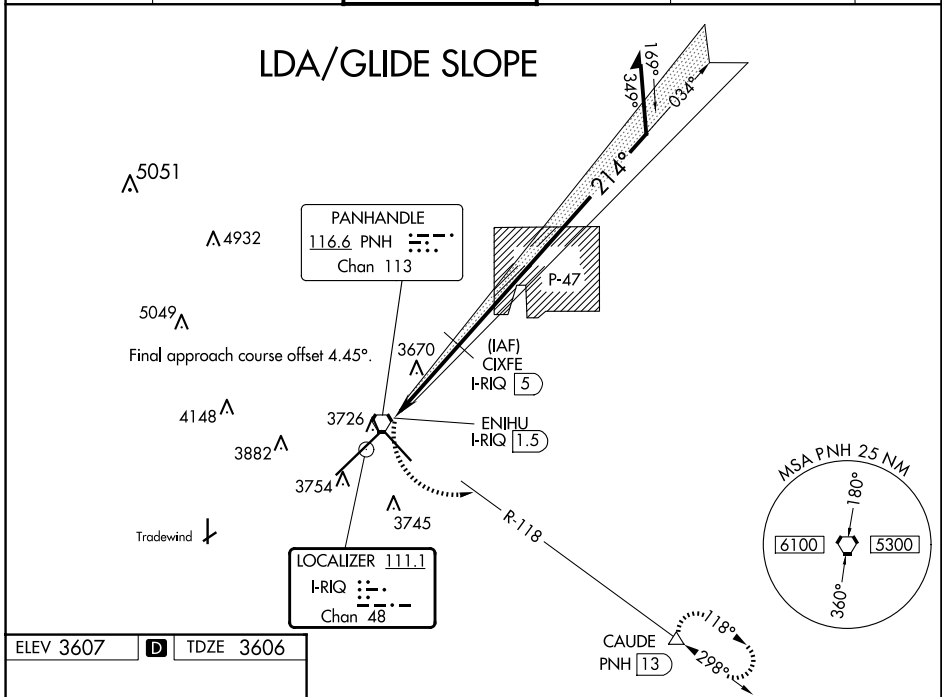 LDA/GLIDE SLOPE
169°
349°
034°
214°
5051
4932
PANHANDLE
116.6 PNH
Chan 113
P-47
5049
Final approach course offset 4.45°.
3670
(IAF)
CIXFE
I-RIQ 5
4148
3726
ENIHU
I-RIQ 1.5
3882
3754
3745
R-118
Tradewind
LOCALIZER 111.1
I-RIQ
Chan 48
MSA PNH 25 NM
180°
6100
5300
360°
CAUDE
PNH 13
118°
298°
ELEV 3607 D TDZE 3606